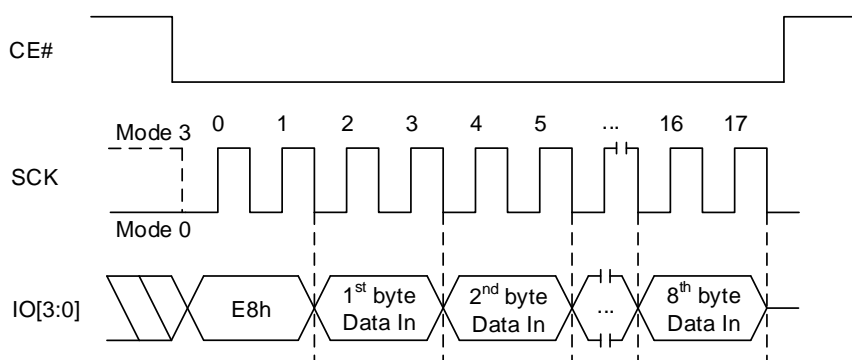 CE#
Mode 3
0 1 2 3 4 5 ... 16 17
SCK
Mode 0
IO[3:0]
E8h
1st byte
Data In
2nd byte
Data In
...
8th byte
Data In